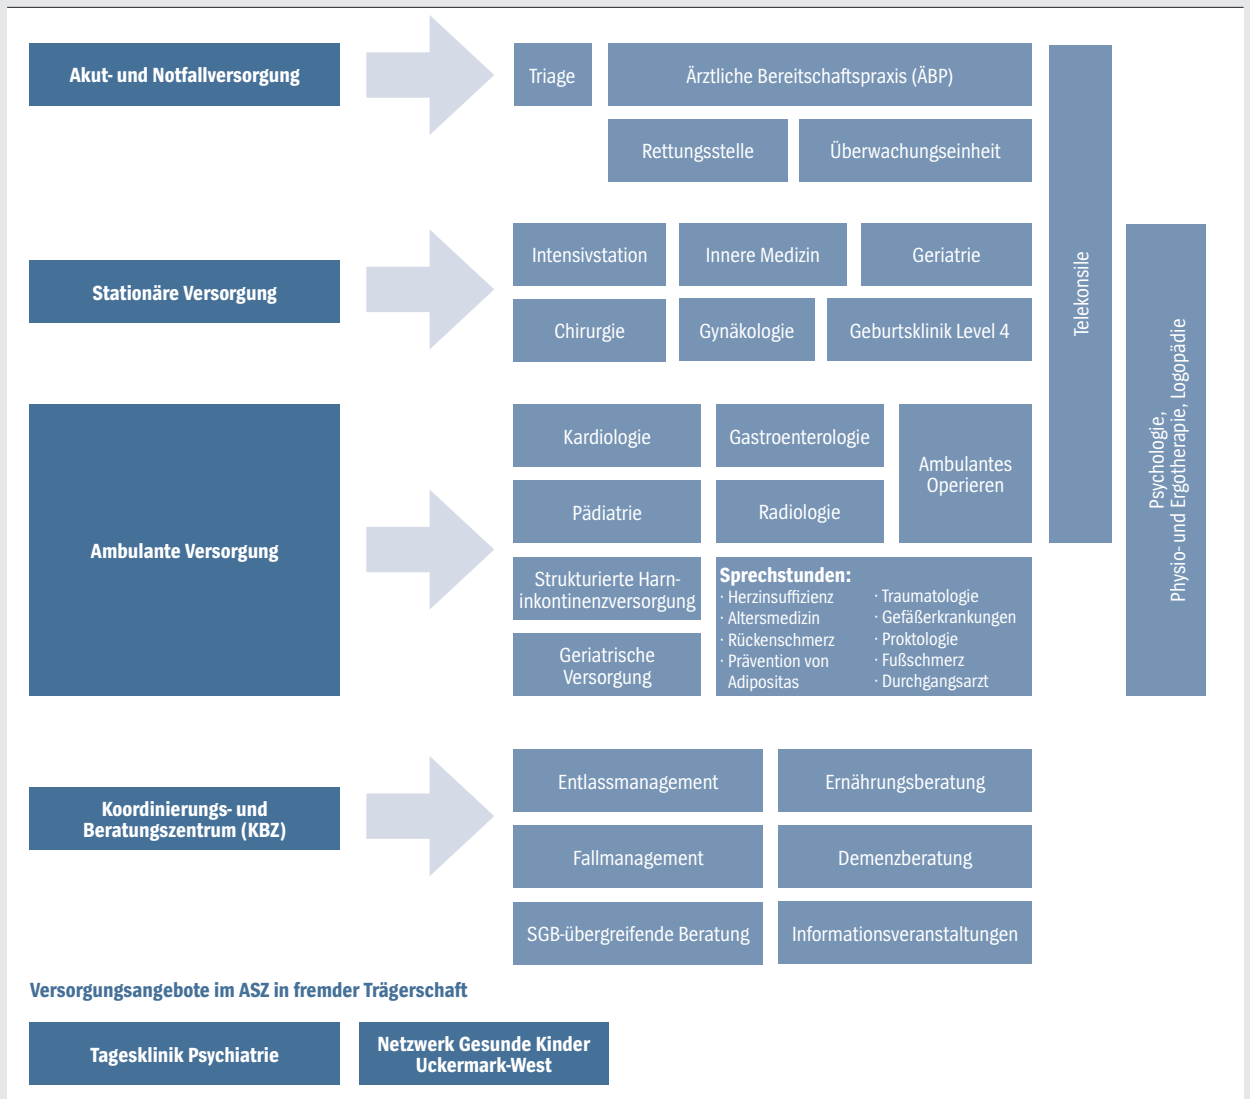 Akut- und Notfallversorgung
Triage
Ärztliche Bereitschaftspraxis (ÄBP)
Rettungsstelle
Überwachungseinheit
Telekonsile
Psychologie,
Physio- und Ergotherapie, Logopädie
Stationäre Versorgung
Intensivstation
Innere Medizin
Geriatrie
Chirurgie
Gynäkologie
Geburtsklinik Level 4
Ambulante Versorgung
Kardiologie
Gastroenterologie
Ambulantes
Operieren
Pädiatrie
Radiologie
Strukturierte Harn-
inkontinenzversorgung
Geriatrische
Versorgung
Sprechstunden:
· Herzinsuffizienz
· Altersmedizin
· Rückenschmerz
· Prävention von
Adipositas
· Traumatologie
· Gefäßerkrankungen
· Proktologie
· Fußschmerz
· Durchgangsarzt
Koordinierungs- und
Beratungszentrum (KBZ)
Entlassmanagement
Ernährungsberatung
Fallmanagement
Demenzberatung
SGB-übergreifende Beratung
Informationsveranstaltungen
Versorgungsangebote im ASZ in fremder Trägerschaft
Tagesklinik Psychiatrie
Netzwerk Gesunde Kinder
Uckermark-West